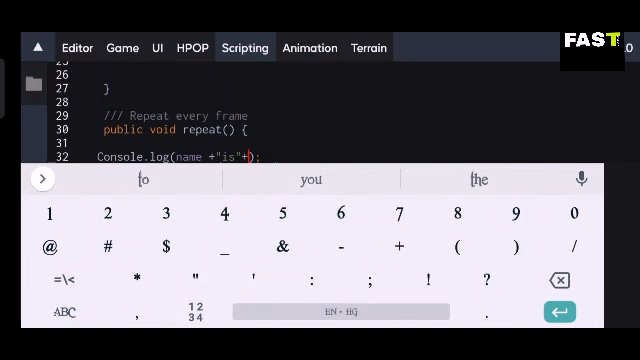 FAST
Editor Game UI HPOP Scripting Animation Terrain .0
25
26
27 }
28
29 /// Repeat every frame
30 public void repeat() {
31
32 Console.log(name +"is"+);
to you the
1 2 3 4 5 6 7 8 9 0
@ # $ _ & - + ( ) /
=\< * " ' : ; ! ?
ABC , 12 34 EN • HG .